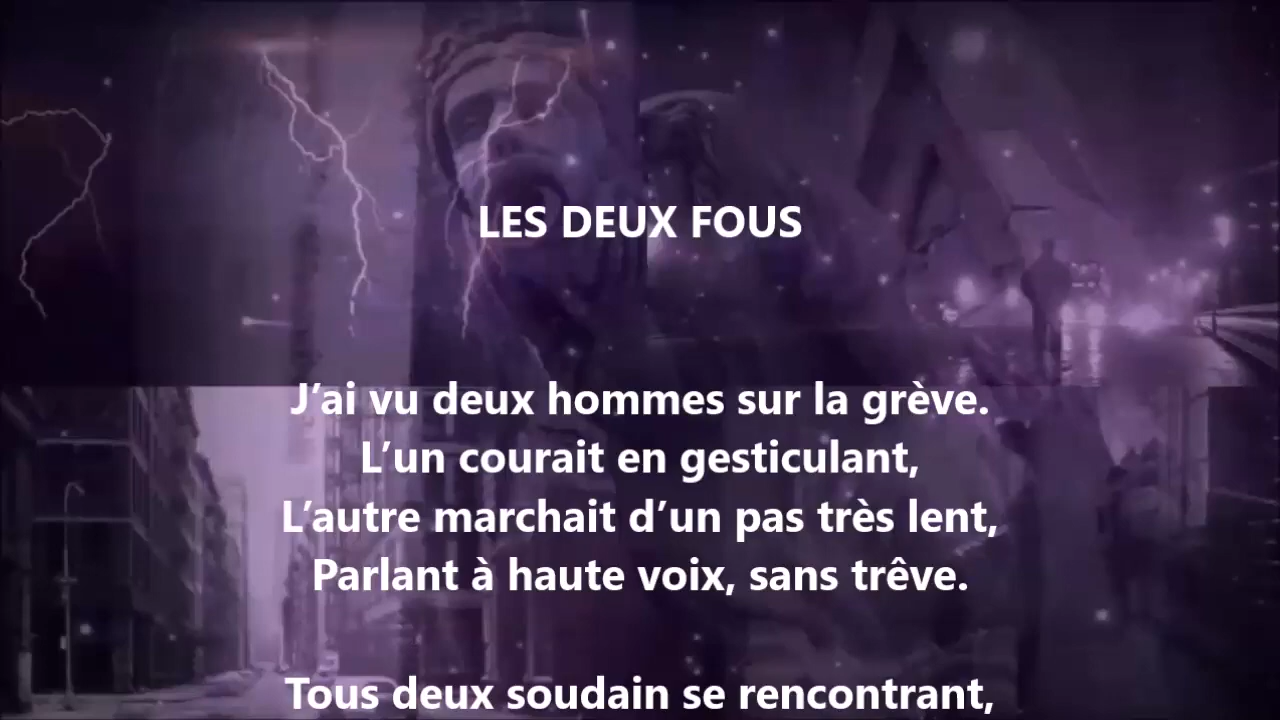 LES DEUX FOUS
J’ai vu deux hommes sur la grève.
L’un courait en gesticulant,
L’autre marchait d’un pas très lent,
Parlant à haute voix, sans trêve.
Tous deux soudain se rencontrant,